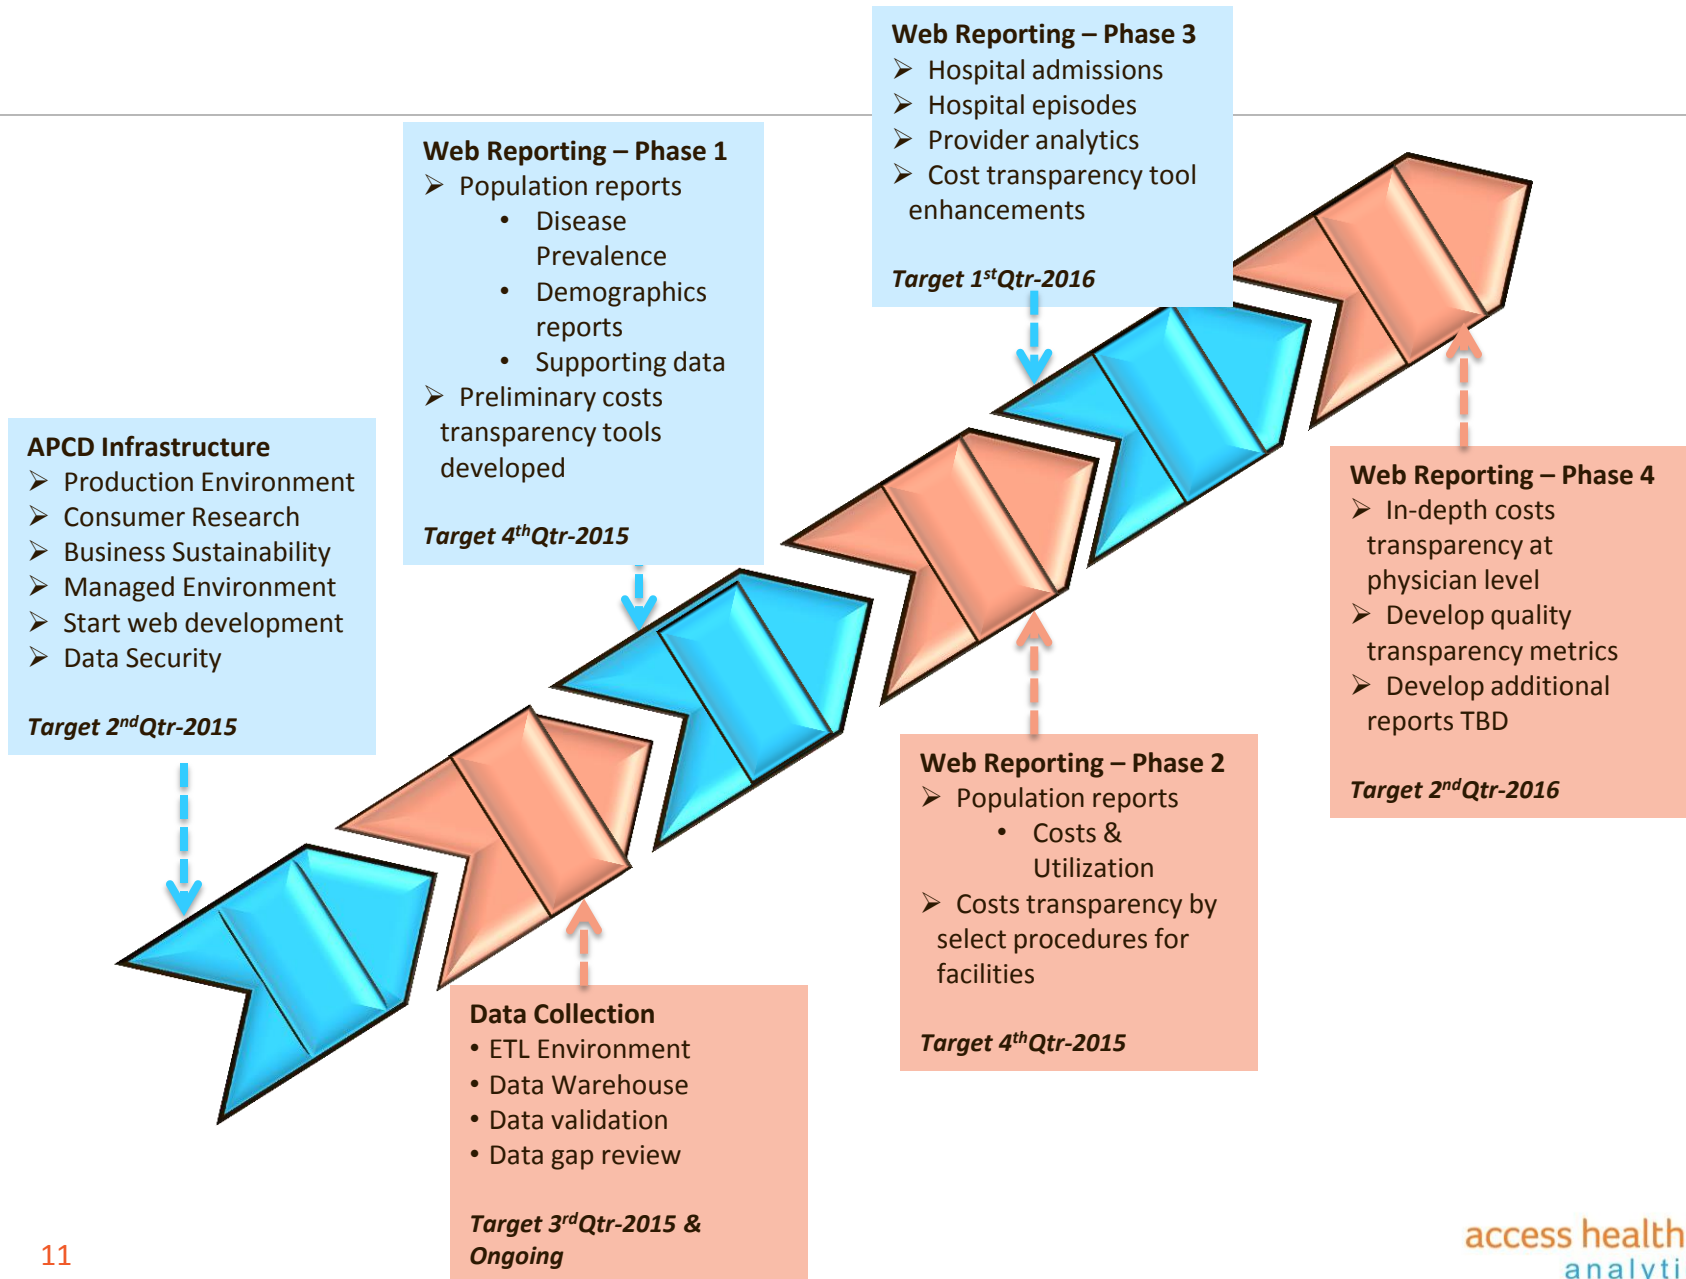 Web Reporting – Phase 3
➢ Hospital admissions
➢ Hospital episodes
➢ Provider analytics
➢ Cost transparency tool
enhancements
Target 1stQtr-2016
Web Reporting – Phase 1
➢ Population reports
• Disease
Prevalence
• Demographics
reports
• Supporting data
➢ Preliminary costs
transparency tools
developed
Target 4thQtr-2015
APCD Infrastructure
➢ Production Environment
➢ Consumer Research
➢ Business Sustainability
➢ Managed Environment
➢ Start web development
➢ Data Security
Target 2ndQtr-2015
Web Reporting – Phase 4
➢ In-depth costs
transparency at
physician level
➢ Develop quality
transparency metrics
➢ Develop additional
reports TBD
Target 2ndQtr-2016
Web Reporting – Phase 2
➢ Population reports
• Costs &
Utilization
➢ Costs transparency by
select procedures for
facilities
Target 4thQtr-2015
Data Collection
• ETL Environment
• Data Warehouse
• Data validation
• Data gap review
Target 3rdQtr-2015 &
Ongoing
11
access health
analyti